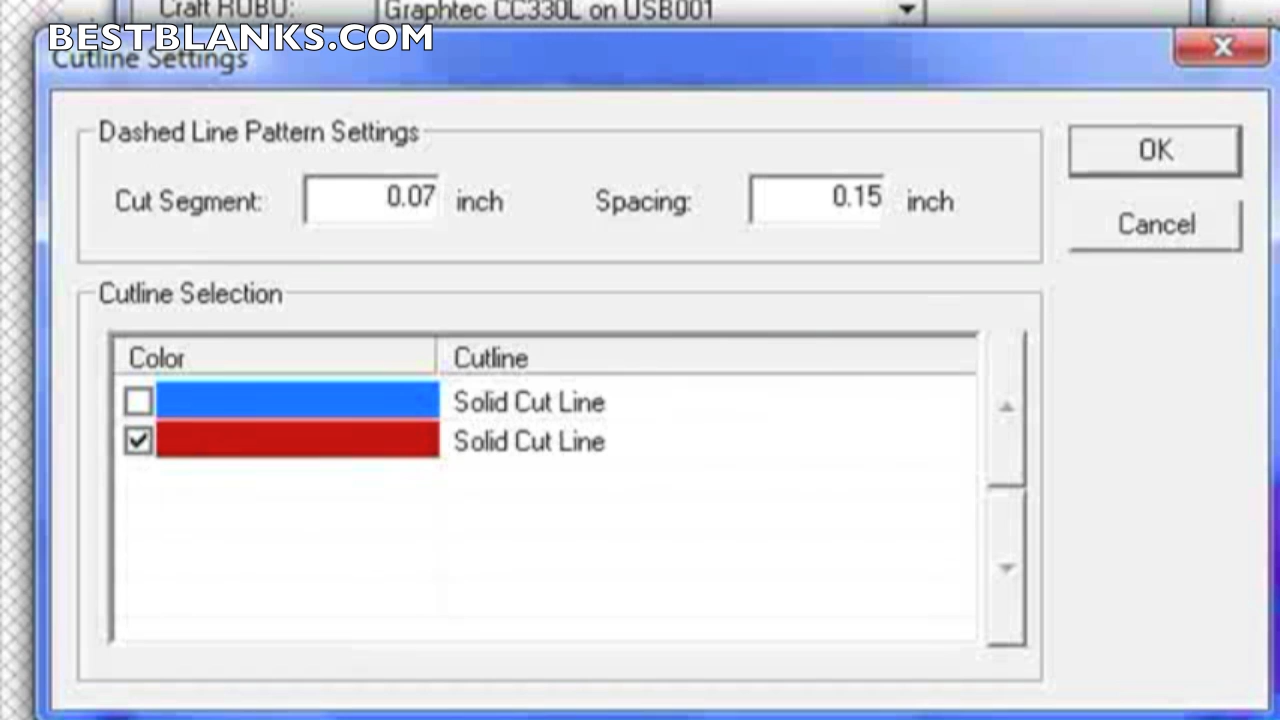 Craft ROBO: Graphtec CC330L on USB001
BESTBLANKS.COM
Cutline Settings
Dashed Line Pattern Settings
Cut Segment: 0.07 inch Spacing: 0.15 inch
OK
Cancel
Cutline Selection
Color Cutline
Solid Cut Line
Solid Cut Line